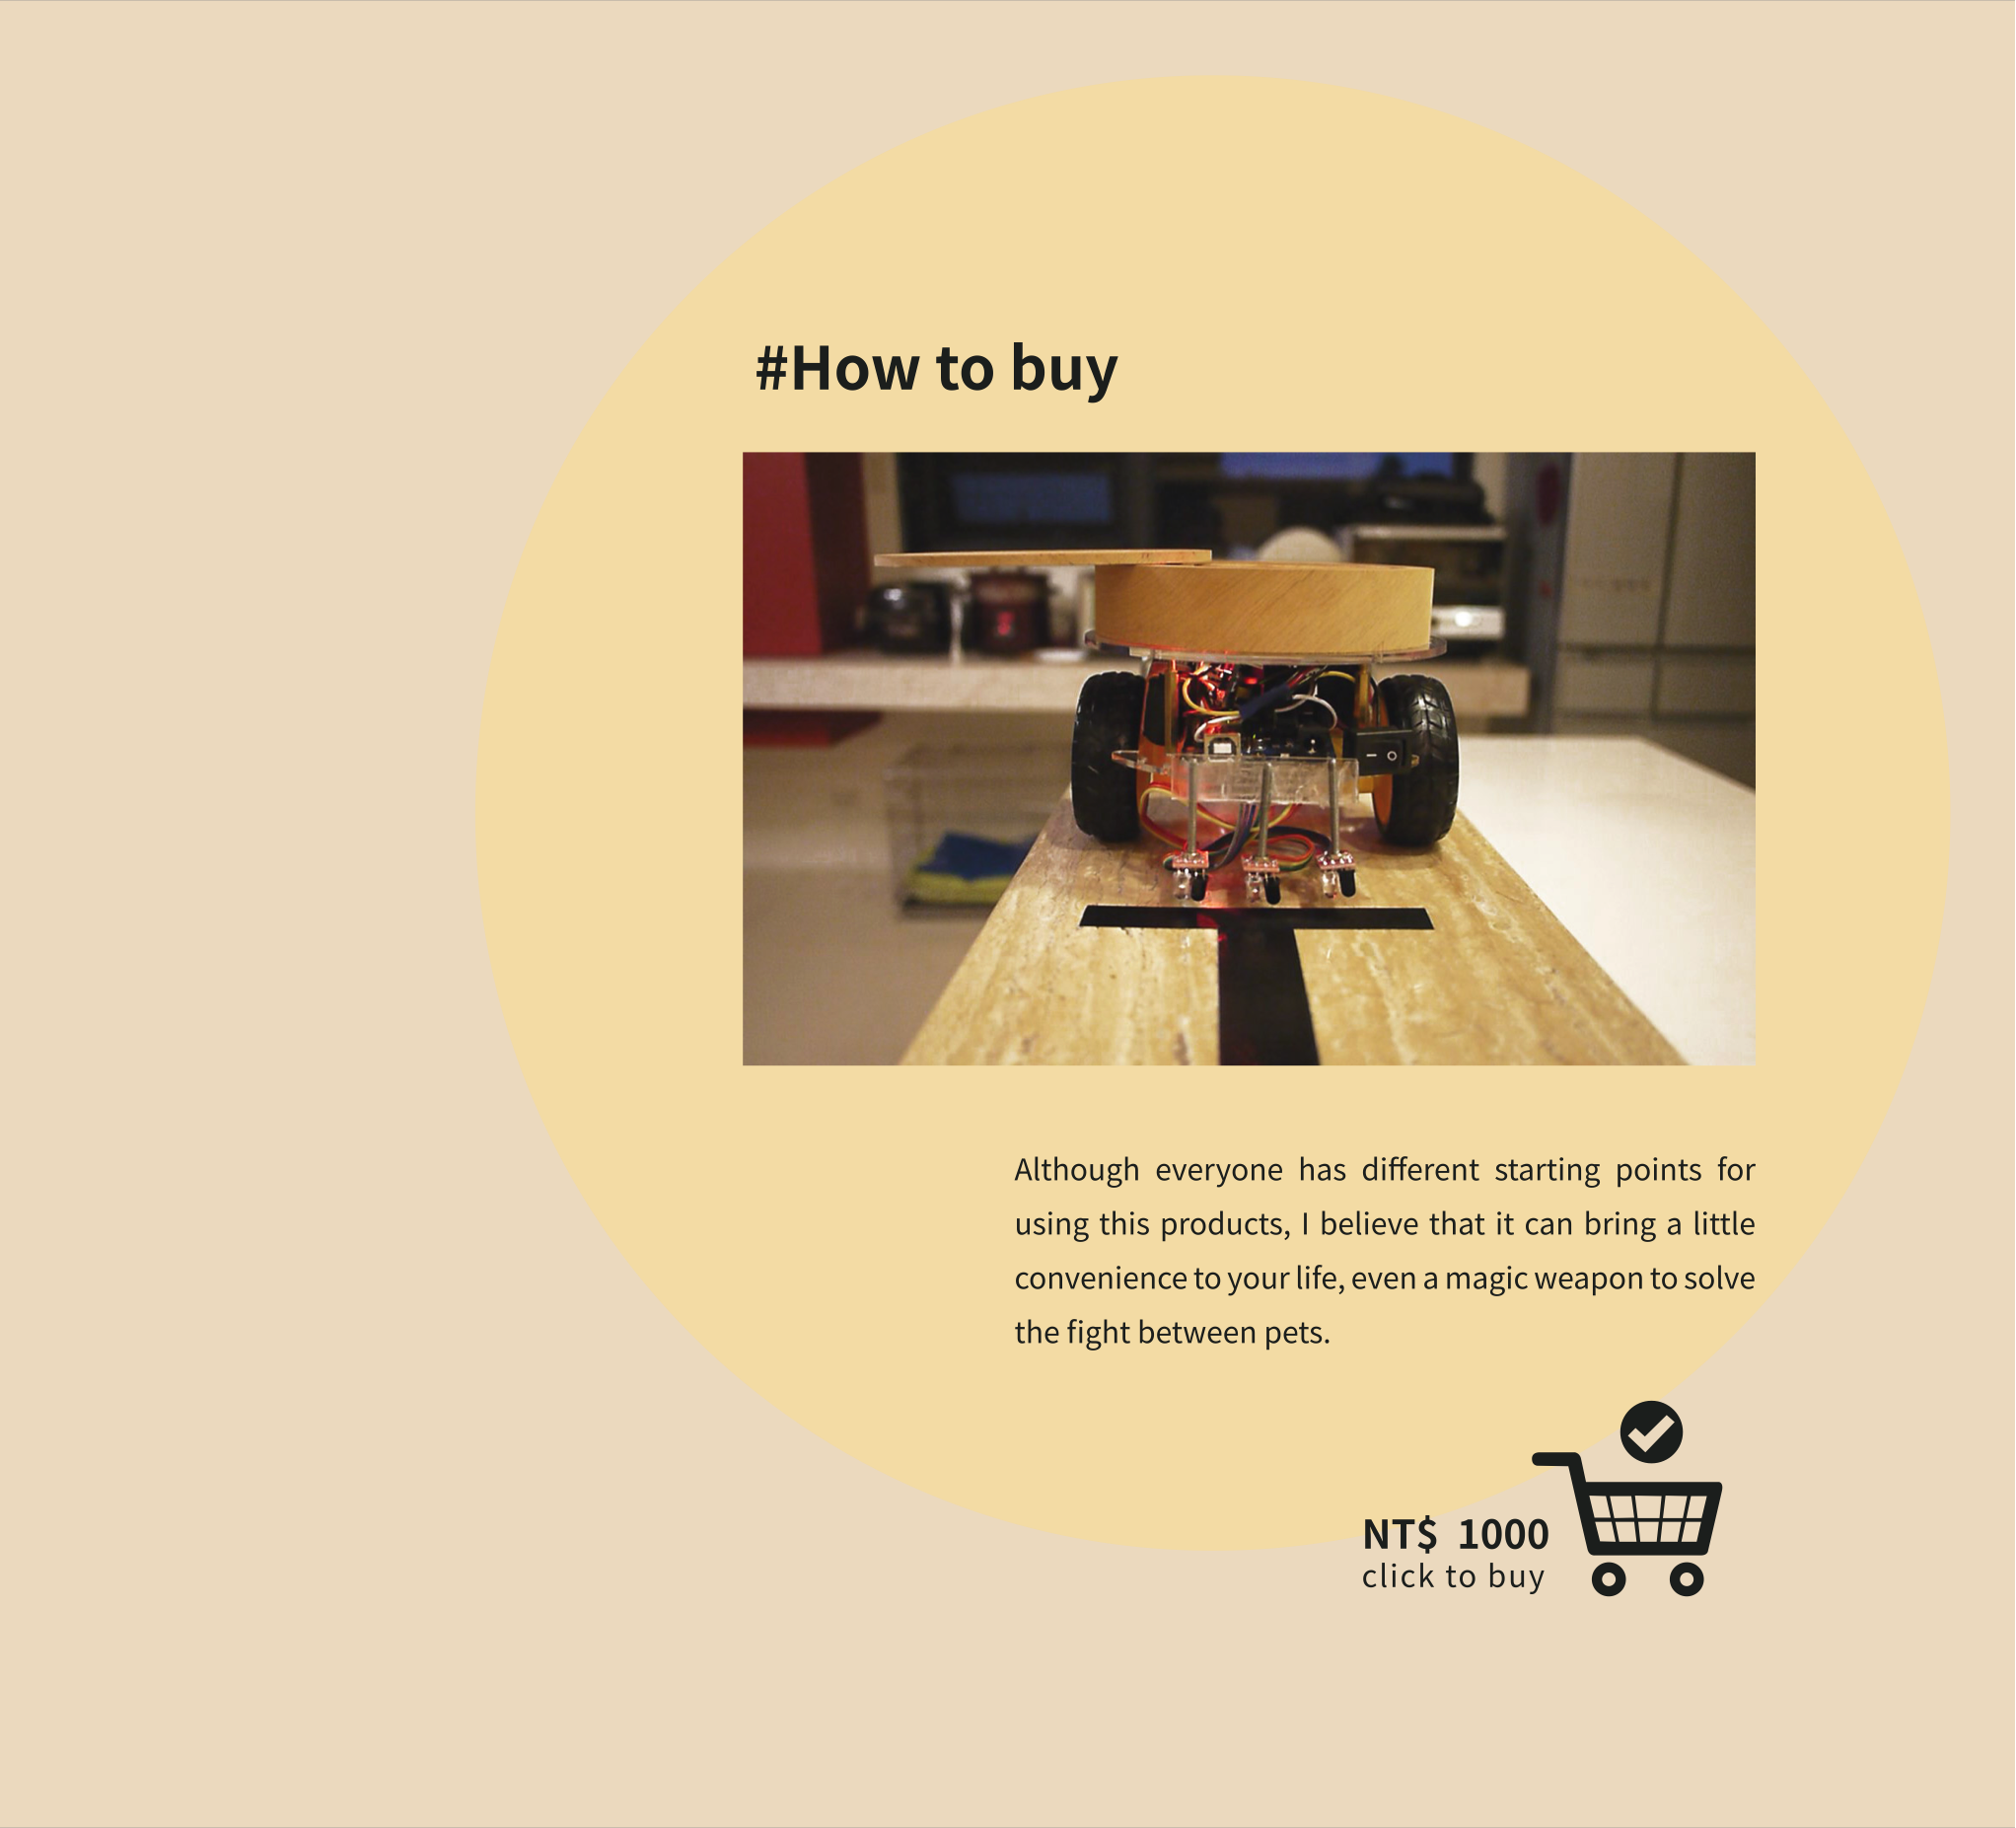 #How to buy
Although everyone has different starting points for
using this products, I believe that it can bring a little
convenience to your life, even a magic weapon to solve
the fight between pets.
NT$ 1000
click to buy